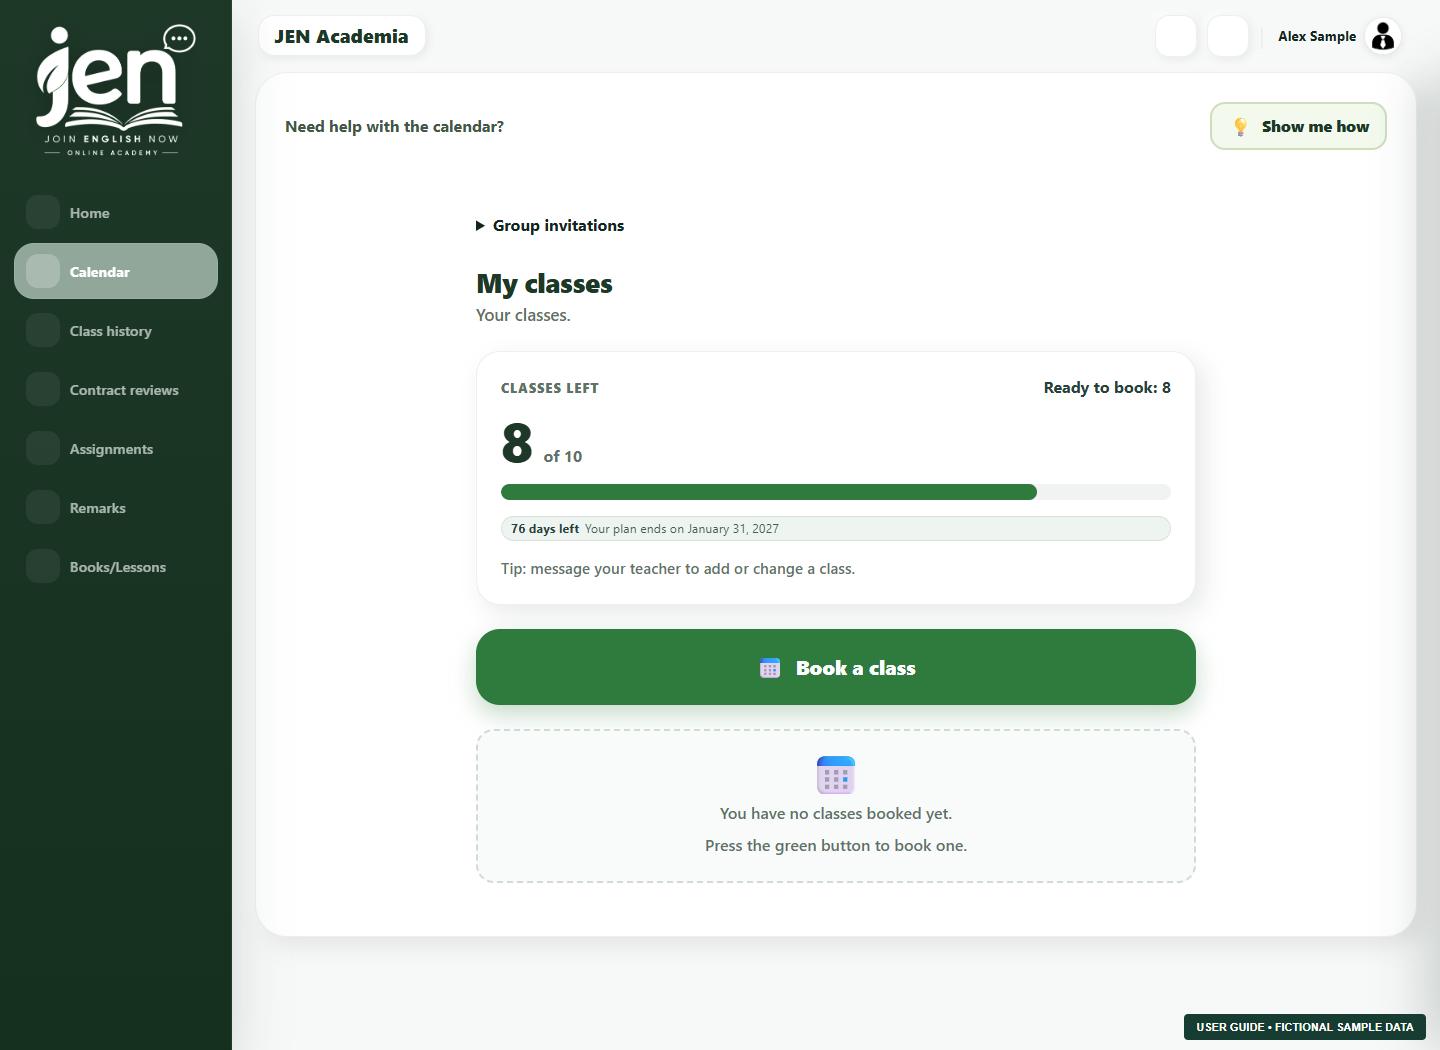 jen
JOIN ENGLISH NOW
ONLINE ACADEMY
Home
Calendar
Class history
Contract reviews
Assignments
Remarks
Books/Lessons
JEN Academia
Alex Sample
Need help with the calendar?
Show me how
Group invitations
My classes
Your classes.
CLASSES LEFT
Ready to book: 8
8 of 10
76 days left Your plan ends on January 31, 2027
Tip: message your teacher to add or change a class.
Book a class
You have no classes booked yet.
Press the green button to book one.
USER GUIDE • FICTIONAL SAMPLE DATA